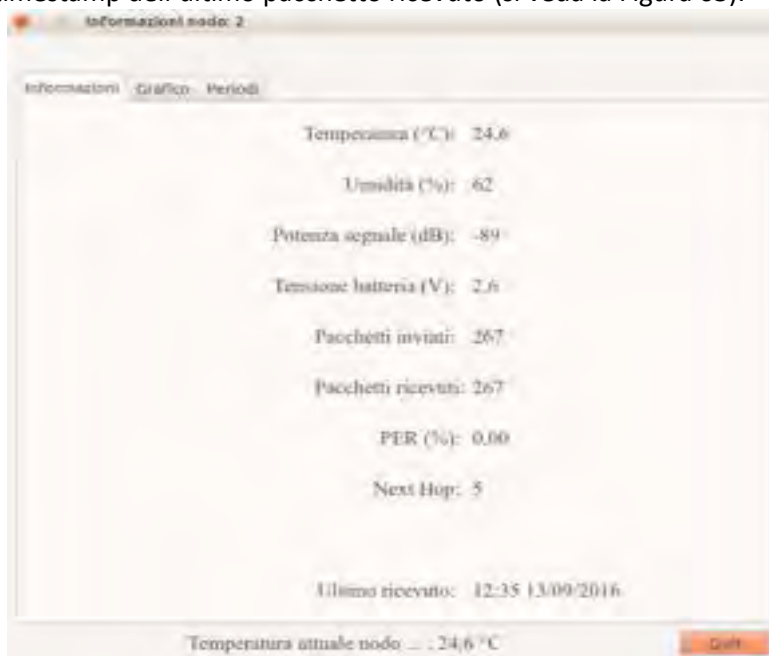 timestamp dell'ultimo pacchetto ricevuto (si veda la Figura
Informazioni nodo: 2
Informazioni Grafico Periodi
Temperatura (°C): 24,6
Umidità (%): 62
Potenza segnale (dB): -89
Tensione batteria (V): 2,6
Pacchetti inviati: 267
Pacchetti ricevuti: 267
PER (%): 0,00
Next Hop: 5
Ultimo ricevuto: 12:35 13/09/2016
Temperatura attuale nodo ... : 24,6 °C
Quit